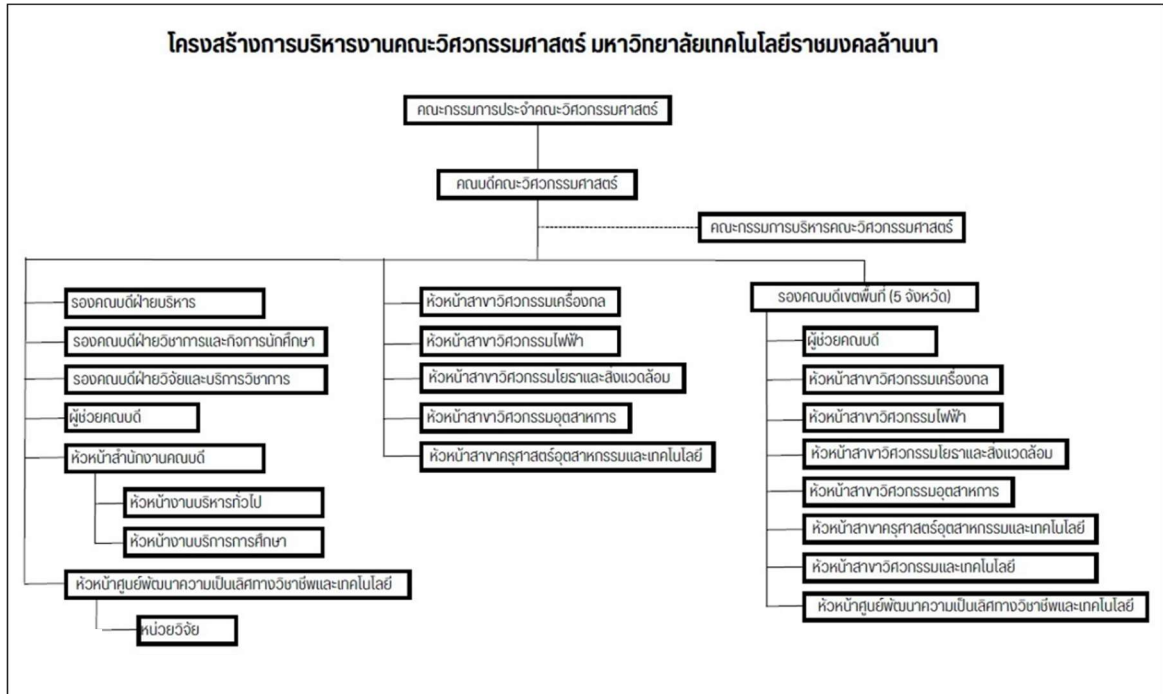 โครงสร้างการบริหารงานคณะวิศวกรรมศาสตร์ มหาวิทยาลัยเทคโนโลยีราชมงคลล้านนา
คณะกรรมการประจำคณะวิศวกรรมศาสตร์
คณบดีคณะวิศวกรรมศาสตร์
คณะกรรมการบริหารคณะวิศวกรรมศาสตร์
รองคณบดีฝ่ายบริหาร
รองคณบดีฝ่ายวิชาการและกิจการนักศึกษา
รองคณบดีฝ่ายวิจัยและบริการวิชาการ
ผู้ช่วยคณบดี
หัวหน้าสำนักงานคณบดี
หัวหน้างานบริหารทั่วไป
หัวหน้างานบริการการศึกษา
หัวหน้าศูนย์พัฒนาความเป็นเลิศทางวิชาชีพและเทคโนโลยี
หน่วยวิจัย
หัวหน้าสาขาวิศวกรรมเครื่องกล
หัวหน้าสาขาวิศวกรรมไฟฟ้า
หัวหน้าสาขาวิศวกรรมโยธาและสิ่งแวดล้อม
หัวหน้าสาขาวิศวกรรมอุตสาหการ
หัวหน้าสาขาครุศาสตร์อุตสาหกรรมและเทคโนโลยี
รองคณบดีเขตพื้นที่ (5 จังหวัด)
ผู้ช่วยคณบดี
หัวหน้าสาขาวิศวกรรมเครื่องกล
หัวหน้าสาขาวิศวกรรมไฟฟ้า
หัวหน้าสาขาวิศวกรรมโยธาและสิ่งแวดล้อม
หัวหน้าสาขาวิศวกรรมอุตสาหการ
หัวหน้าสาขาครุศาสตร์อุตสาหกรรมและเทคโนโลยี
หัวหน้าสาขาวิศวกรรมและเทคโนโลยี
หัวหน้าศูนย์พัฒนาความเป็นเลิศทางวิชาชีพและเทคโนโลยี